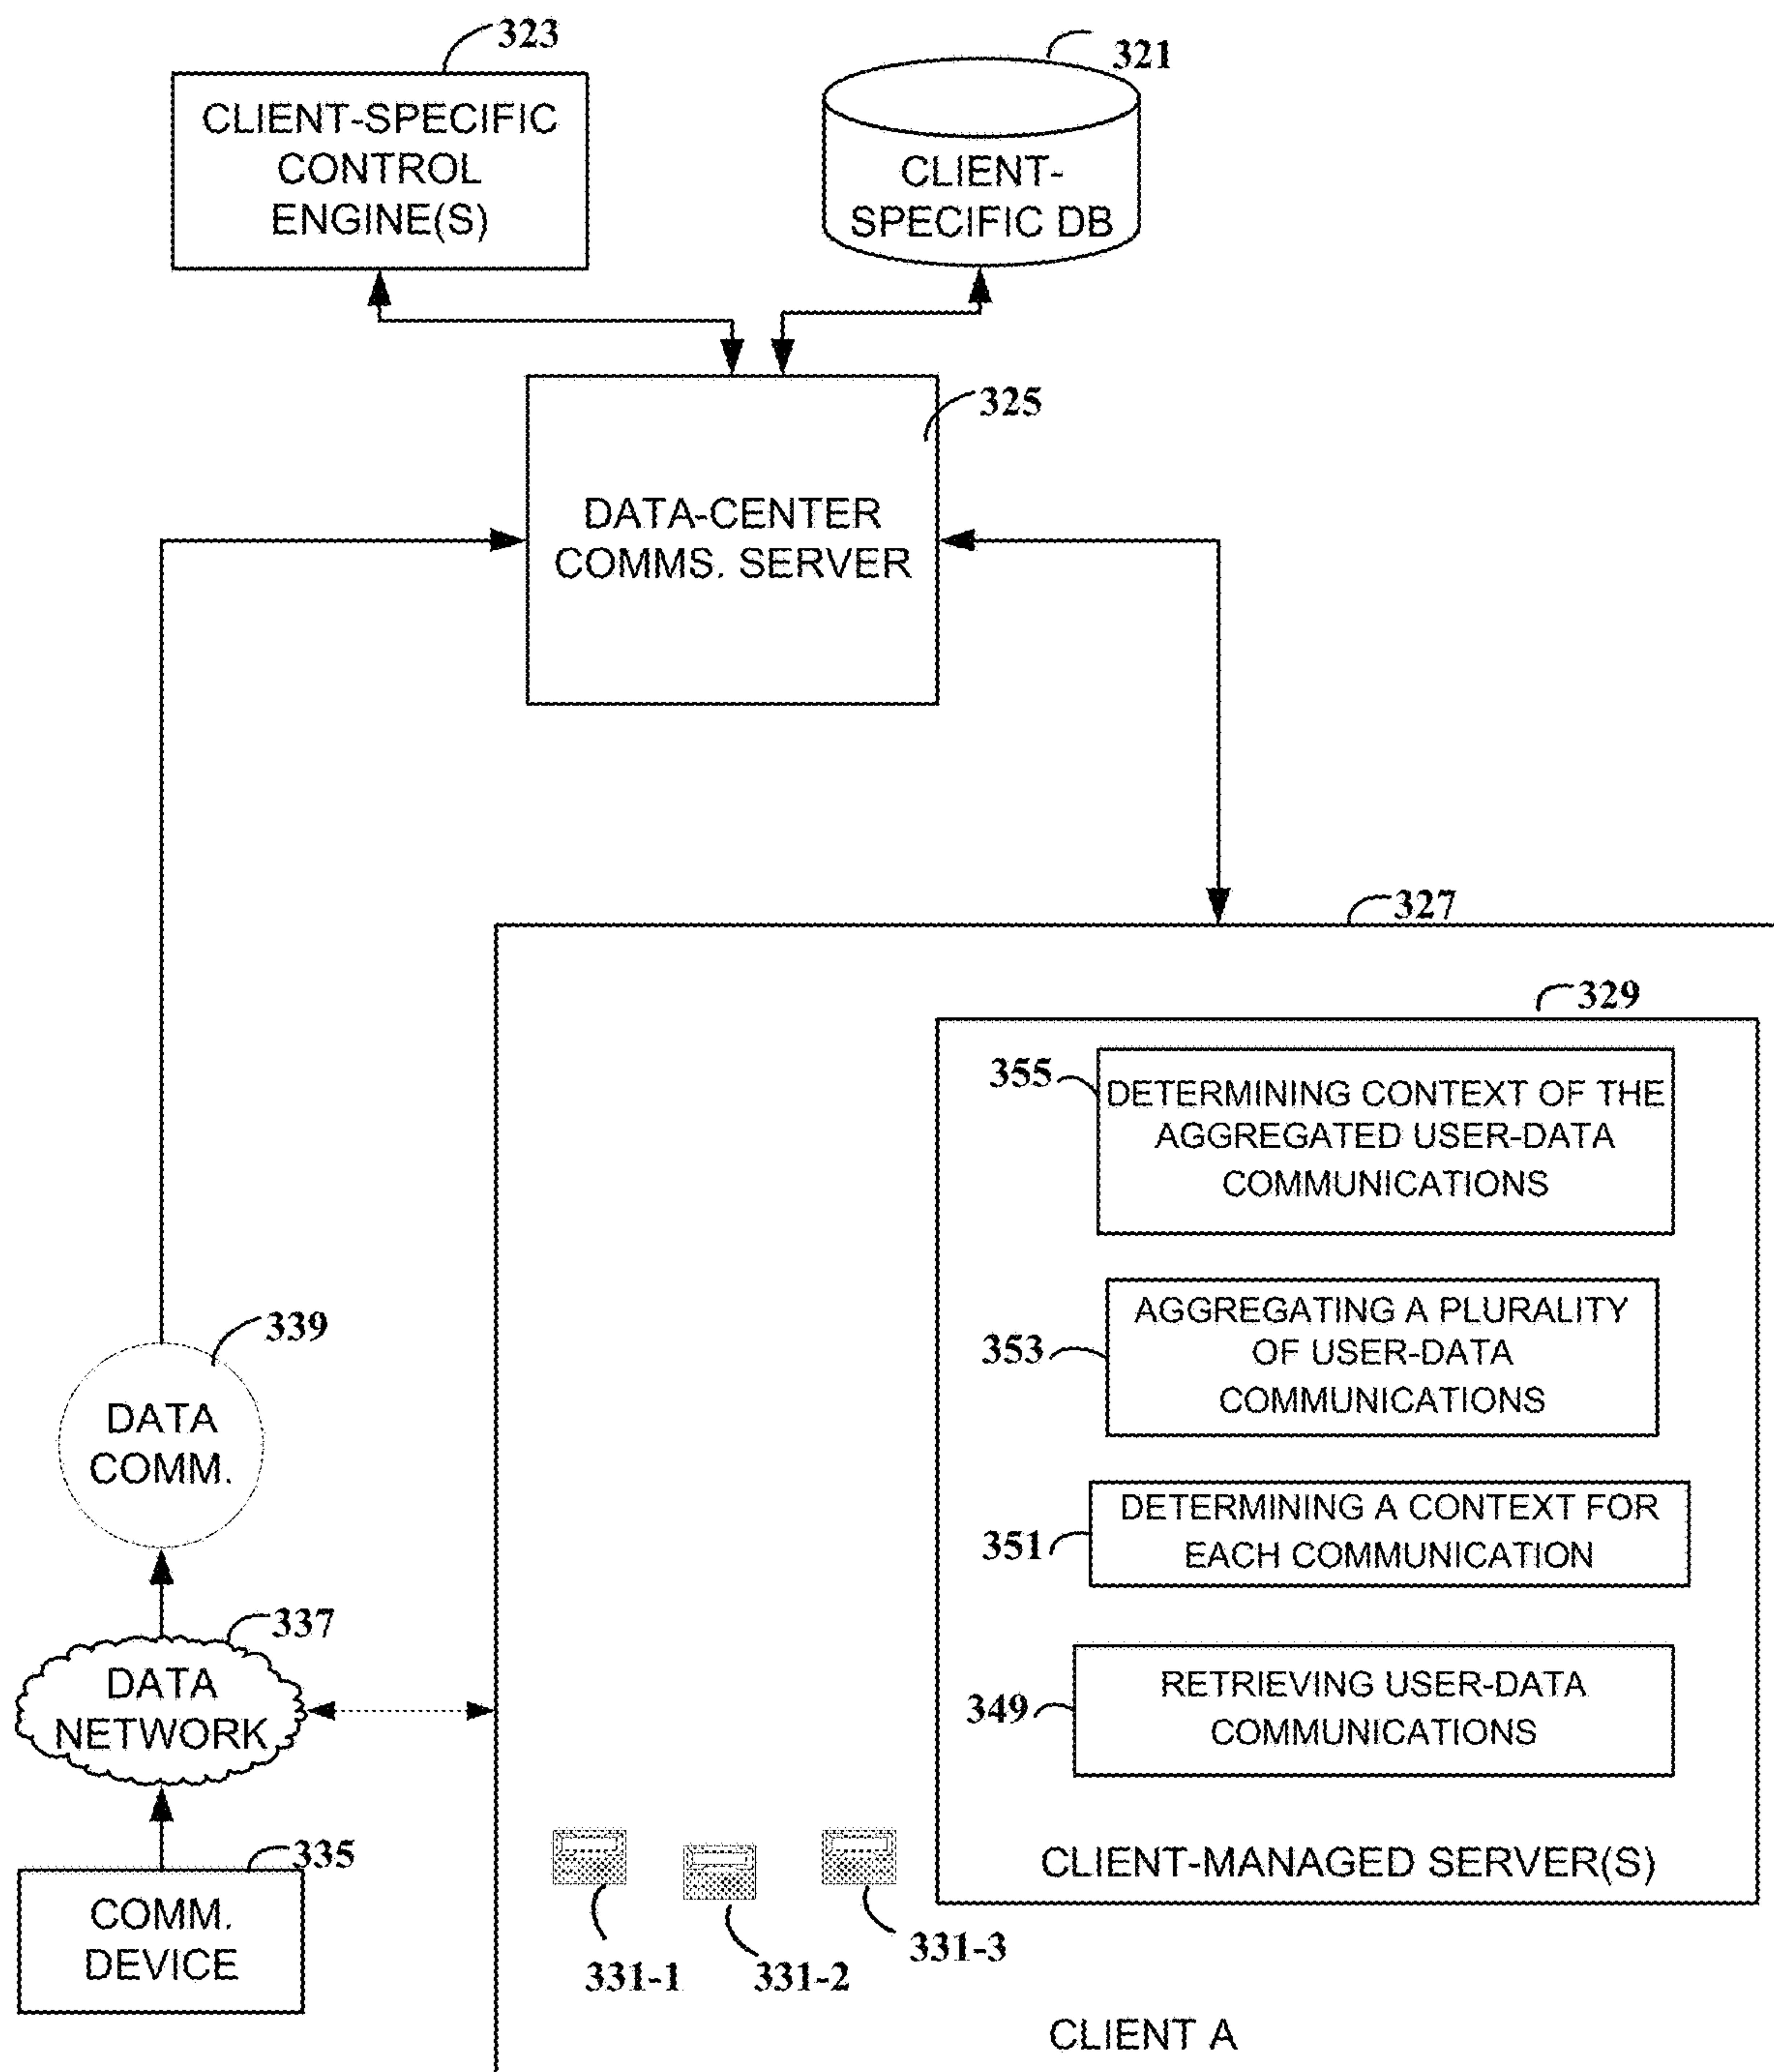 323
CLIENT-SPECIFIC
CONTROL
ENGINE(S)
321
CLIENT-
SPECIFIC DB
325
DATA-CENTER
COMMS. SERVER
327
329
355
DETERMINING CONTEXT OF THE
AGGREGATED USER-DATA
COMMUNICATIONS
353
AGGREGATING A PLURALITY
OF USER-DATA
COMMUNICATIONS
351
DETERMINING A CONTEXT FOR
EACH COMMUNICATION
349
RETRIEVING USER-DATA
COMMUNICATIONS
CLIENT-MANAGED SERVER(S)
339
DATA
COMM.
337
DATA
NETWORK
335
COMM.
DEVICE
331-1
331-2
331-3
CLIENT A